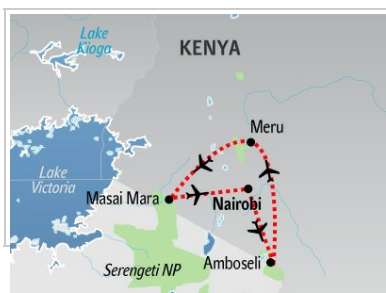 Lake
Kioga
KENYA
Meru
Lake
Victoria
Masai Mara
Nairobi
Serengeti NP
Amboseli